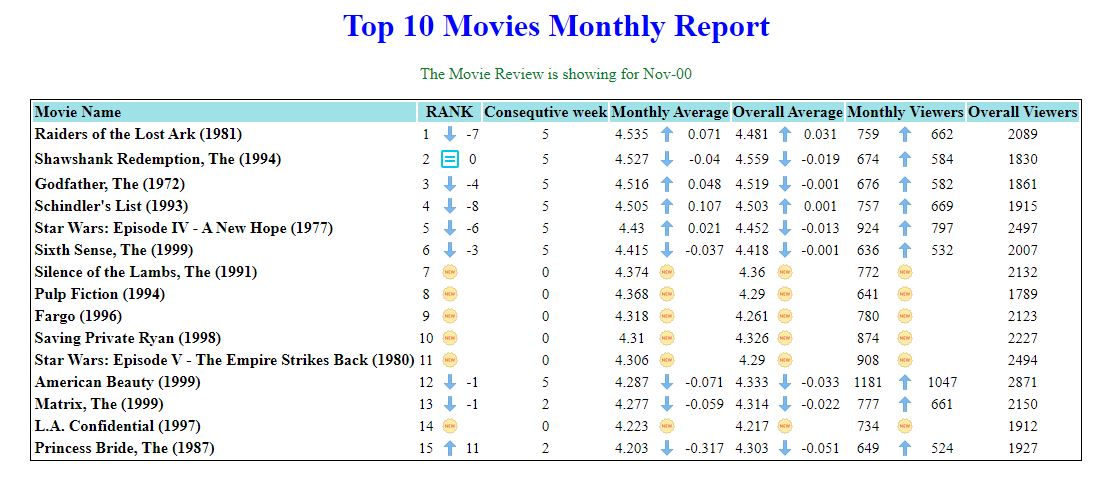 Top 10 Movies Monthly Report
The Movie Review is showing for Nov-00
Movie Name RANK Consequtive week Monthly Average Overall Average Monthly Viewers Overall Viewers
Raiders of the Lost Ark (1981) 1 -7 5 4.535 0.071 4.481 0.031 759 662 2089
Shawshank Redemption, The (1994) 2 0 5 4.527 -0.04 4.559 -0.019 674 584 1830
Godfather, The (1972) 3 -4 5 4.516 0.048 4.519 -0.001 676 582 1861
Schindler's List (1993) 4 -8 5 4.505 0.107 4.503 0.001 757 669 1915
Star Wars: Episode IV - A New Hope (1977) 5 -6 5 4.43 0.021 4.452 -0.013 924 797 2497
Sixth Sense, The (1999) 6 -3 5 4.415 -0.037 4.418 -0.001 636 532 2007
Silence of the Lambs, The (1991) 7 NEW 0 4.374 NEW 4.36 NEW 772 NEW 2132
Pulp Fiction (1994) 8 NEW 0 4.368 NEW 4.29 NEW 641 NEW 1789
Fargo (1996) 9 NEW 0 4.318 NEW 4.261 NEW 780 NEW 2123
Saving Private Ryan (1998) 10 NEW 0 4.31 NEW 4.326 NEW 874 NEW 2227
Star Wars: Episode V - The Empire Strikes Back (1980) 11 NEW 0 4.306 NEW 4.29 NEW 908 NEW 2494
American Beauty (1999) 12 -1 5 4.287 -0.071 4.333 -0.033 1181 1047 2871
Matrix, The (1999) 13 -1 2 4.277 -0.059 4.314 -0.022 777 661 2150
L.A. Confidential (1997) 14 NEW 0 4.223 NEW 4.217 NEW 734 NEW 1912
Princess Bride, The (1987) 15 11 2 4.203 -0.317 4.303 -0.051 649 524 1927